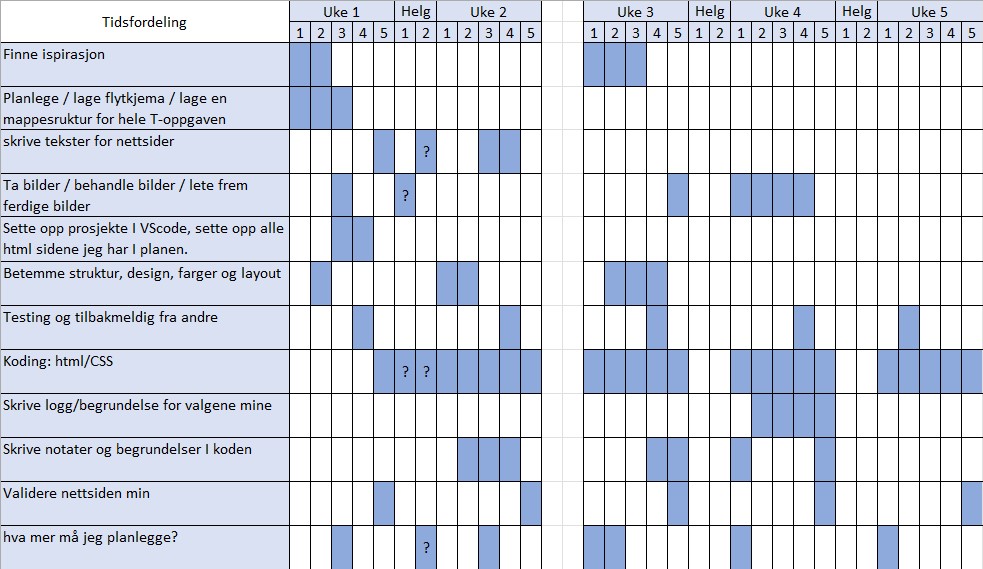 Tidsfordeling
Uke 1 Helg Uke 2 Uke 3 Helg Uke 4 Helg Uke 5
1 2 3 4 5 1 2 1 2 3 4 5 1 2 3 4 5 1 2 1 2 3 4 5 1 2 1 2 3 4 5
Finne ispirasjon
Planlege / lage flytkjema / lage en
mappesruktur for hele T-oppgaven
skrive tekster for nettsider
?
Ta bilder / behandle bilder / lete frem
ferdige bilder
?
Sette opp prosjekte I VScode, sette opp alle
html sidene jeg har I planen.
Betemme struktur, design, farger og layout
Testing og tilbakmeldig fra andre
Koding: html/CSS
? ?
Skrive logg/begrundelse for valgene mine
Skrive notater og begrundelser I koden
Validere nettsiden min
hva mer må jeg planlegge?
?